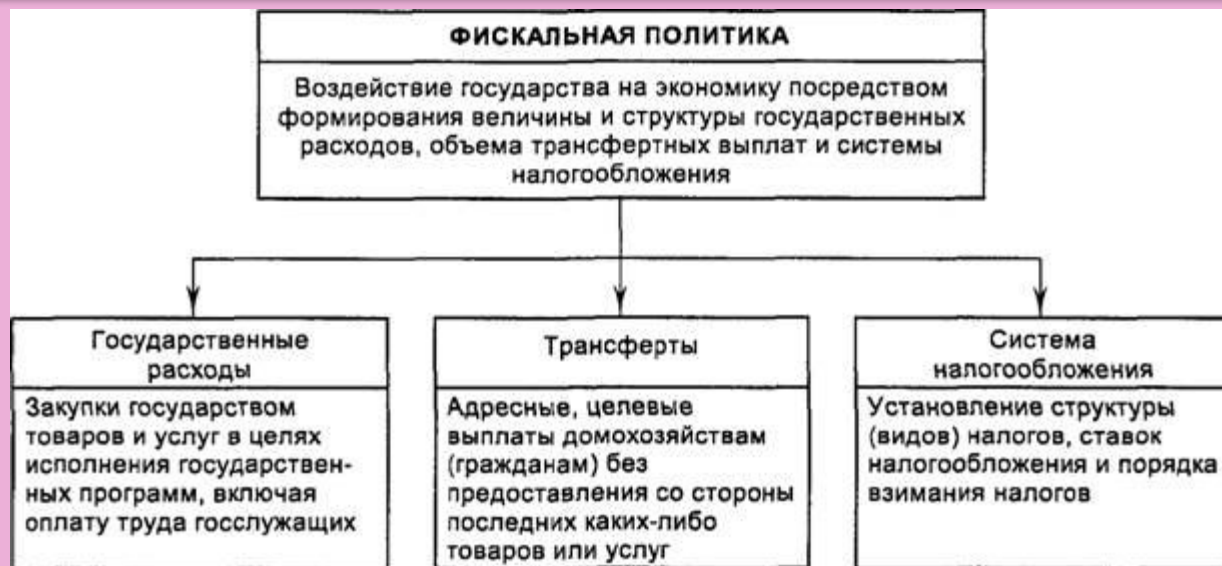 ФИСКАЛЬНАЯ ПОЛИТИКА
Воздействие государства на экономику посредством
формирования величины и структуры государственных
расходов, объема трансфертных выплат и системы
налогообложения
Государственные
расходы
Закупки государством
товаров и услуг в целях
исполнения государствен-
ных программ, включая
оплату труда госслужащих
Трансферты
Адресные, целевые
выплаты домохозяйствам
(гражданам) без
предоставления со стороны
последних каких-либо
товаров или услуг
Система
налогообложения
Установление структуры
(видов) налогов, ставок
налогообложения и порядка
взимания налогов